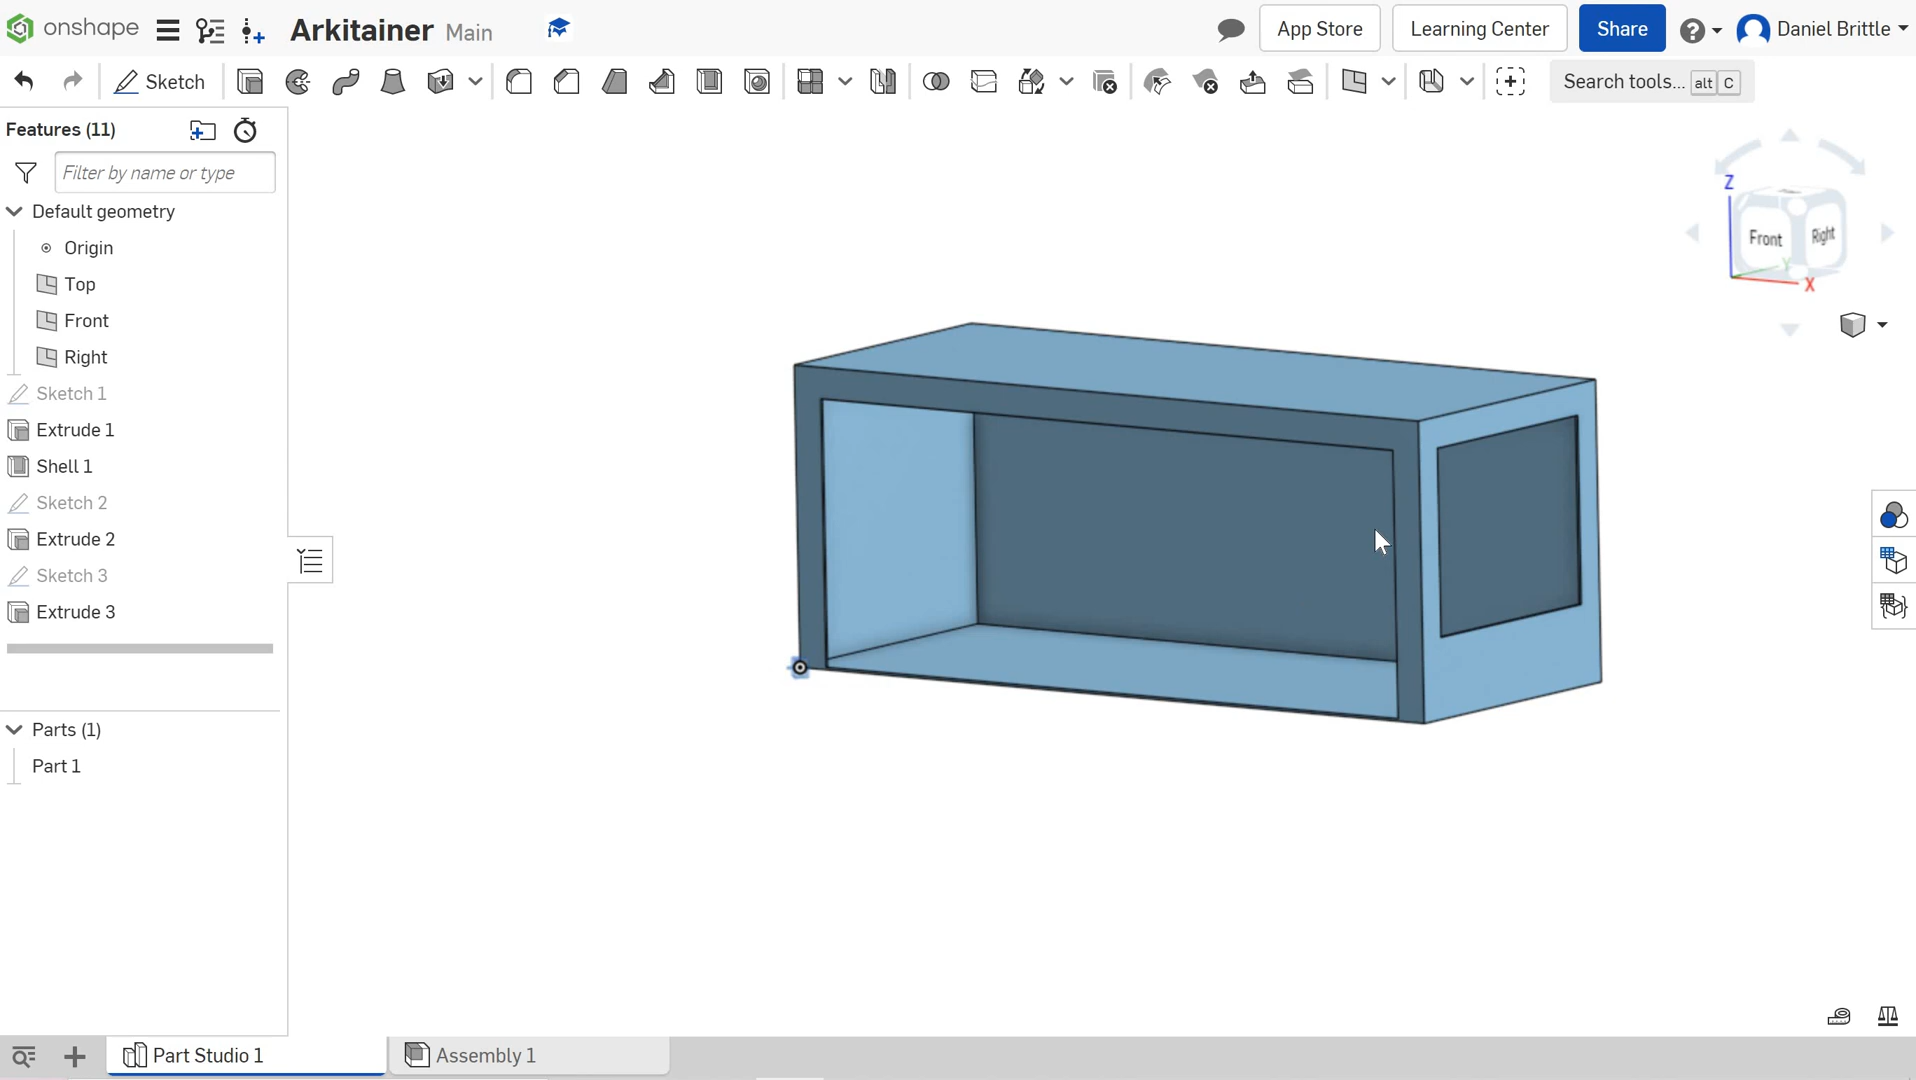 onshape
Arkitainer Main
App Store
Learning Center
Share
Daniel Brittle
Sketch
Search tools... alt C
Features (11)
Filter by name or type
Default geometry
Origin
Top
Front
Right
Sketch 1
Extrude 1
Shell 1
Sketch 2
Extrude 2
Sketch 3
Extrude 3
Parts (1)
Part 1
Z
Front
Right
Y
X
Part Studio 1
Assembly 1